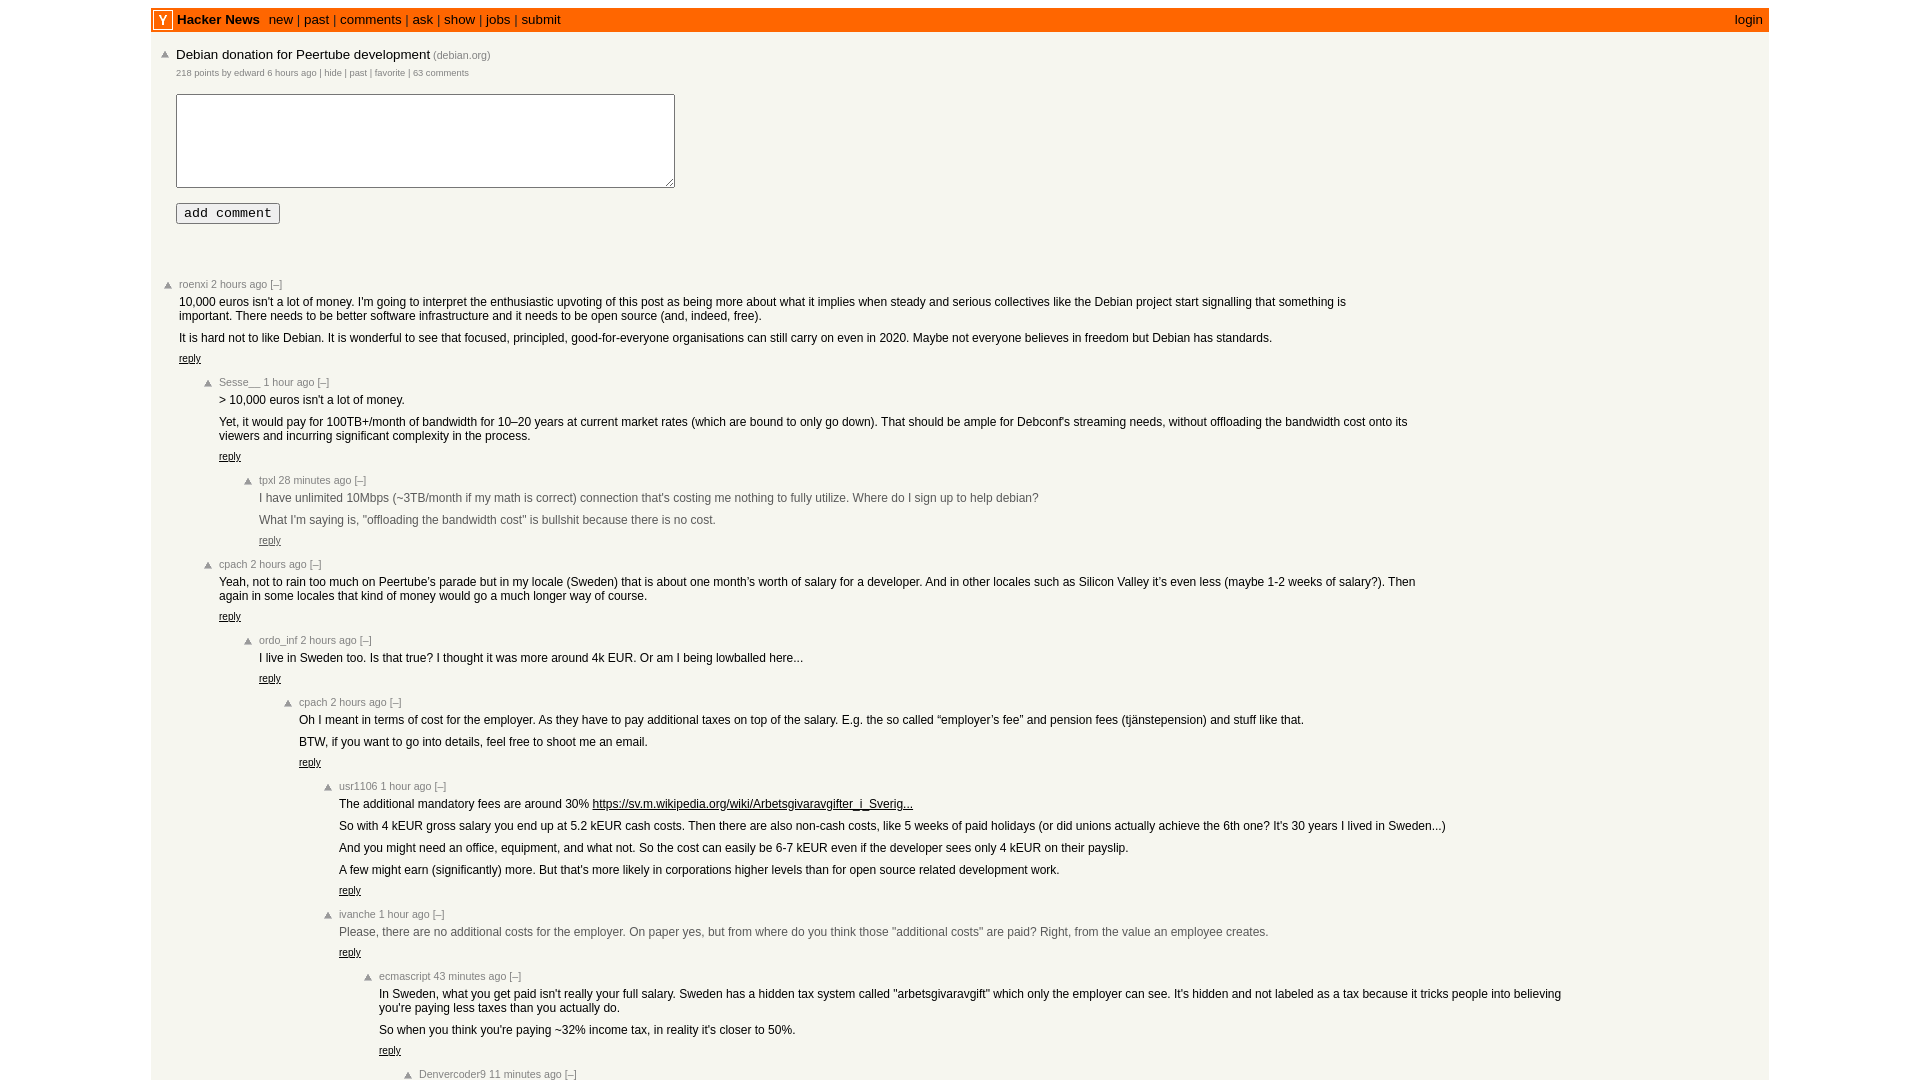 Y Hacker News new | past | comments | ask | show | jobs | submit login
Debian donation for Peertube development (debian.org)
218 points by edward 6 hours ago | hide | past | favorite | 63 comments
add comment
roenxi 2 hours ago [–]
10,000 euros isn't a lot of money. I'm going to interpret the enthusiastic upvoting of this post as being more about what it implies when steady and serious collectives like the Debian project start signalling that something is
important. There needs to be better software infrastructure and it needs to be open source (and, indeed, free).
It is hard not to like Debian. It is wonderful to see that focused, principled, good-for-everyone organisations can still carry on even in 2020. Maybe not everyone believes in freedom but Debian has standards.
reply
Sesse__ 1 hour ago [–]
> 10,000 euros isn't a lot of money.
Yet, it would pay for 100TB+/month of bandwidth for 10–20 years at current market rates (which are bound to only go down). That should be ample for Debconf's streaming needs, without offloading the bandwidth cost onto its
viewers and incurring significant complexity in the process.
reply
tpxl 28 minutes ago [–]
I have unlimited 10Mbps (~3TB/month if my math is correct) connection that's costing me nothing to fully utilize. Where do I sign up to help debian?
What I'm saying is, "offloading the bandwidth cost" is bullshit because there is no cost.
reply
cpach 2 hours ago [–]
Yeah, not to rain too much on Peertube’s parade but in my locale (Sweden) that is about one month’s worth of salary for a developer. And in other locales such as Silicon Valley it’s even less (maybe 1-2 weeks of salary?). Then
again in some locales that kind of money would go a much longer way of course.
reply
ordo_inf 2 hours ago [–]
I live in Sweden too. Is that true? I thought it was more around 4k EUR. Or am I being lowballed here...
reply
cpach 2 hours ago [–]
Oh I meant in terms of cost for the employer. As they have to pay additional taxes on top of the salary. E.g. the so called “employer’s fee” and pension fees (tjänstepension) and stuff like that.
BTW, if you want to go into details, feel free to shoot me an email.
reply
usr1106 1 hour ago [–]
The additional mandatory fees are around 30% https://sv.m.wikipedia.org/wiki/Arbetsgivaravgifter_i_Sverig...
So with 4 kEUR gross salary you end up at 5.2 kEUR cash costs. Then there are also non-cash costs, like 5 weeks of paid holidays (or did unions actually achieve the 6th one? It's 30 years I lived in Sweden...)
And you might need an office, equipment, and what not. So the cost can easily be 6-7 kEUR even if the developer sees only 4 kEUR on their payslip.
A few might earn (significantly) more. But that's more likely in corporations higher levels than for open source related development work.
reply
ivanche 1 hour ago [–]
Please, there are no additional costs for the employer. On paper yes, but from where do you think those "additional costs" are paid? Right, from the value an employee creates.
reply
ecmascript 43 minutes ago [–]
In Sweden, what you get paid isn't really your full salary. Sweden has a hidden tax system called "arbetsgivaravgift" which only the employer can see. It's hidden and not labeled as a tax because it tricks people into believing
you're paying less taxes than you actually do.
So when you think you're paying ~32% income tax, in reality it's closer to 50%.
reply
Denvercoder9 11 minutes ago [–]